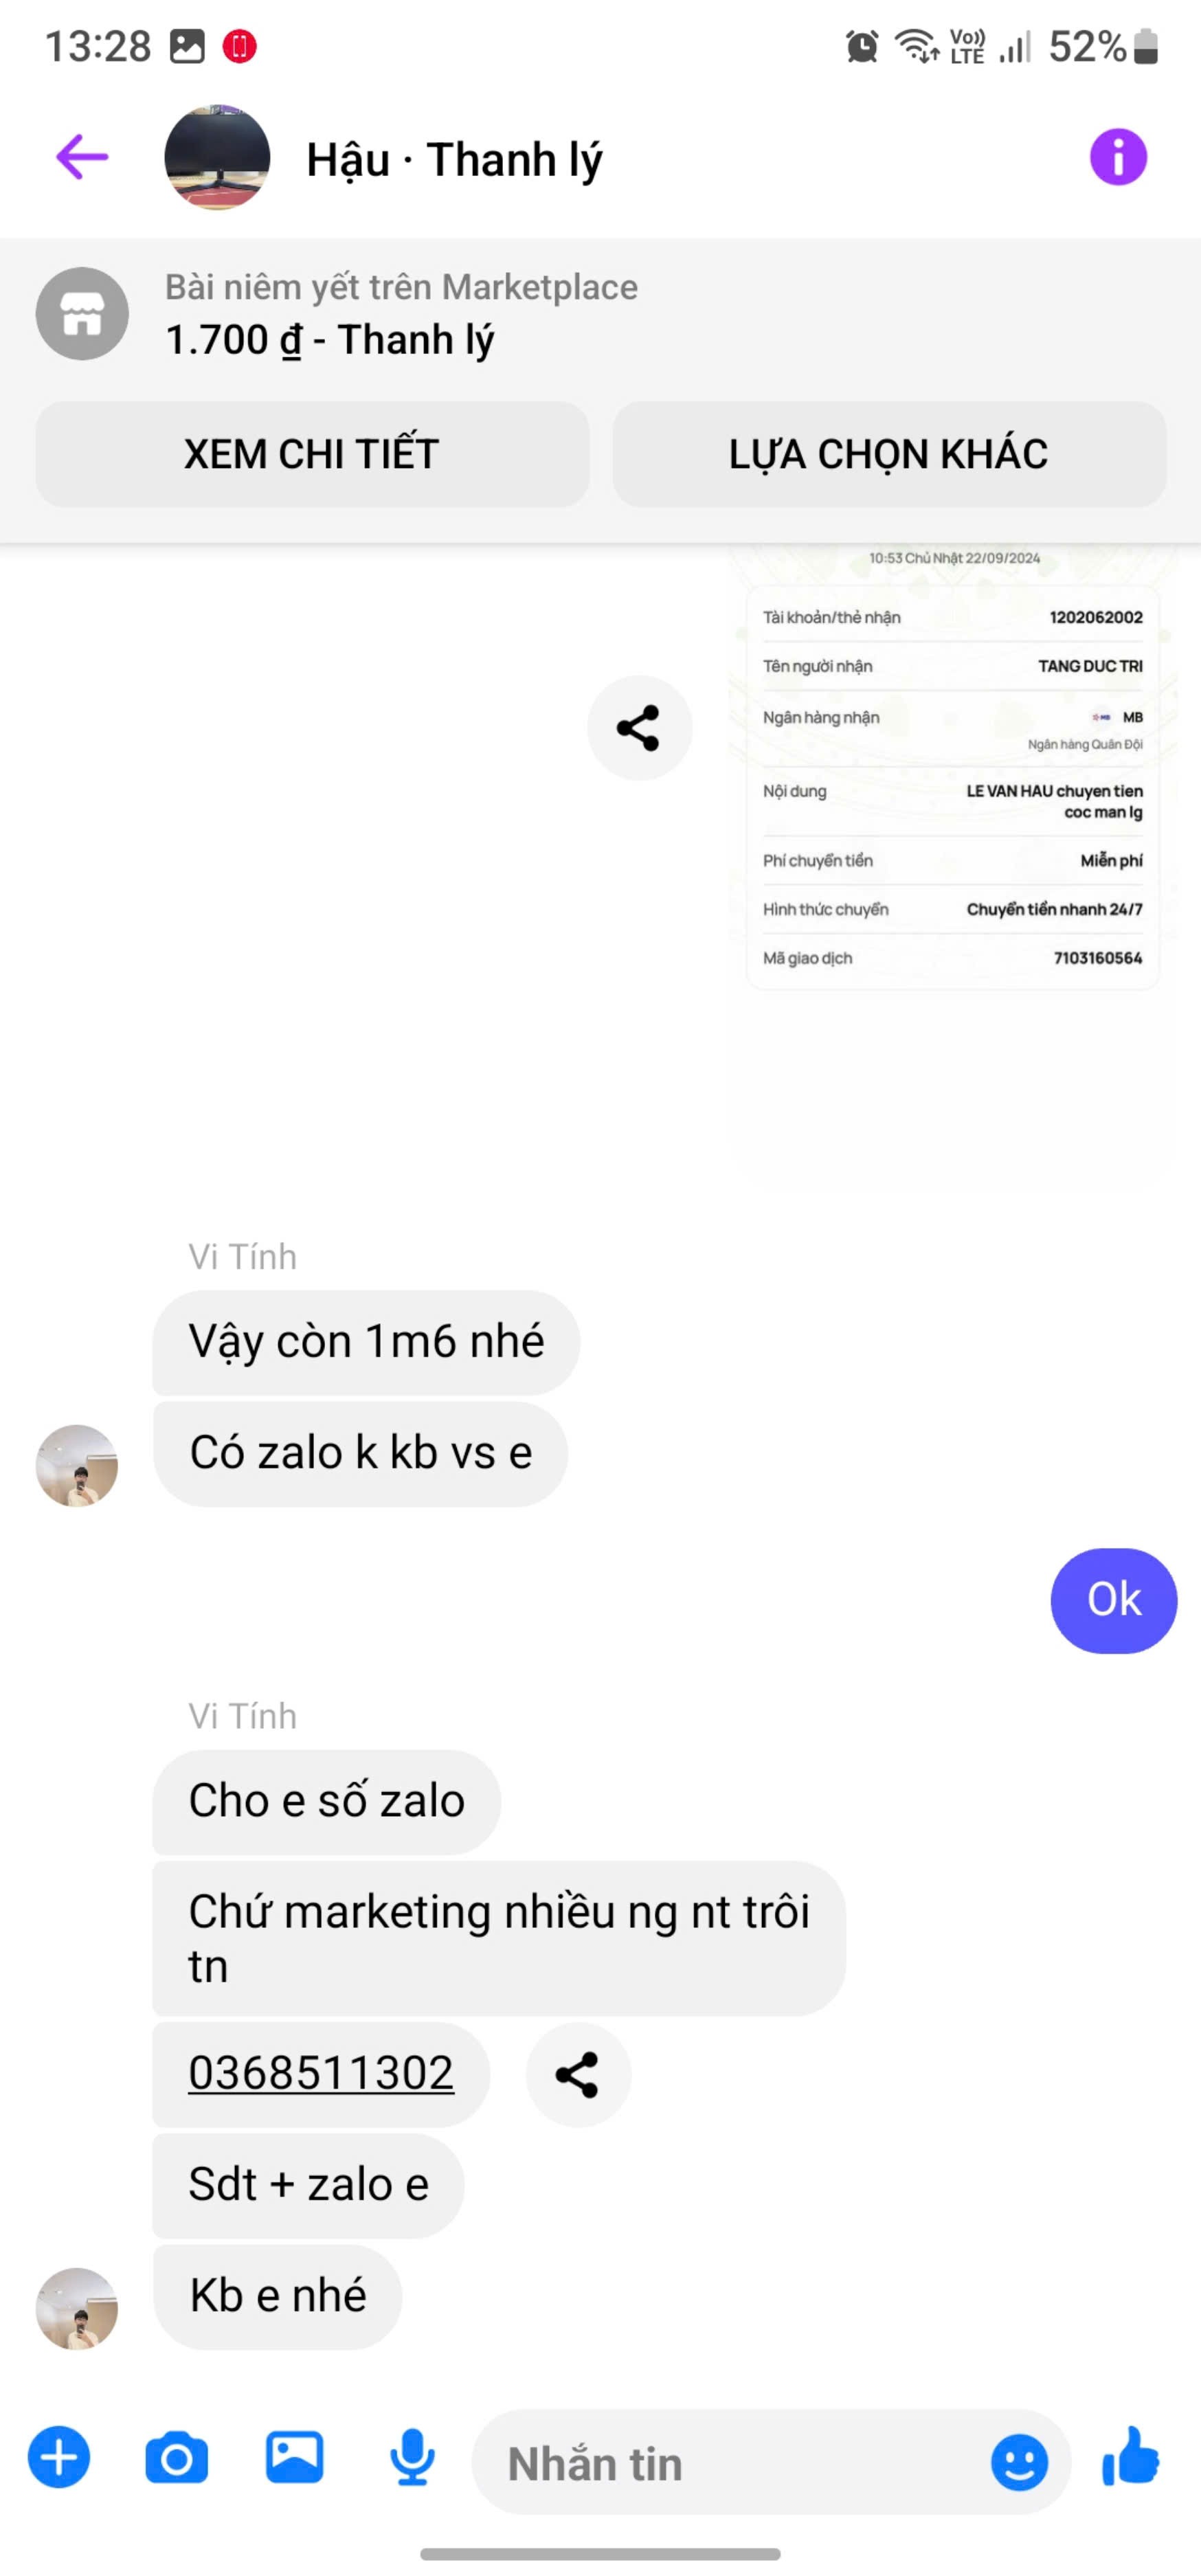 13:28
Vo)) LTE
52%
Hậu · Thanh lý
Bài niêm yết trên Marketplace
1.700 ₫ - Thanh lý
XEM CHI TIẾT
LỰA CHỌN KHÁC
10:53 Chủ Nhật 22/09/2024
Tài khoản/thẻ nhận 1202062002
Tên người nhận TANG DUC TRI
Ngân hàng nhận MB MB
Ngân hàng Quân Đội
Nội dung LE VAN HAU chuyen tien
coc man lg
Phí chuyển tiền Miễn phí
Hình thức chuyển Chuyển tiền nhanh 24/7
Mã giao dịch 7103160564
Vi Tính
Vậy còn 1m6 nhé
Có zalo k kb vs e
Ok
Vi Tính
Cho e số zalo
Chứ marketing nhiều ng nt trôi
tn
0368511302
Sdt + zalo e
Kb e nhé
Nhắn tin